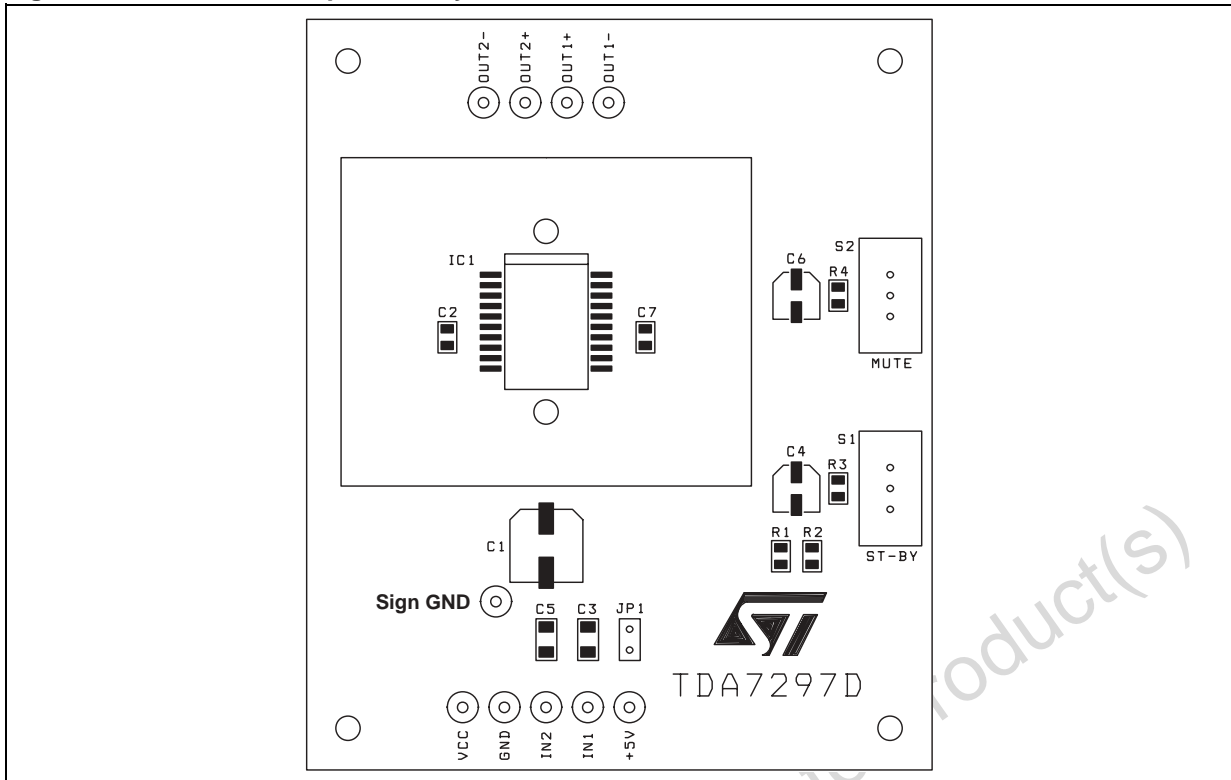 OUT2-
OUT2+
OUT1+
OUT1-
IC1
C2
C7
C6
R4
S2
MUTE
C4
R3
S1
ST-BY
R1
R2
C1
Sign GND
C5
C3
JP1
ST
TDA7297D
VCC
GND
IN2
IN1
+5V